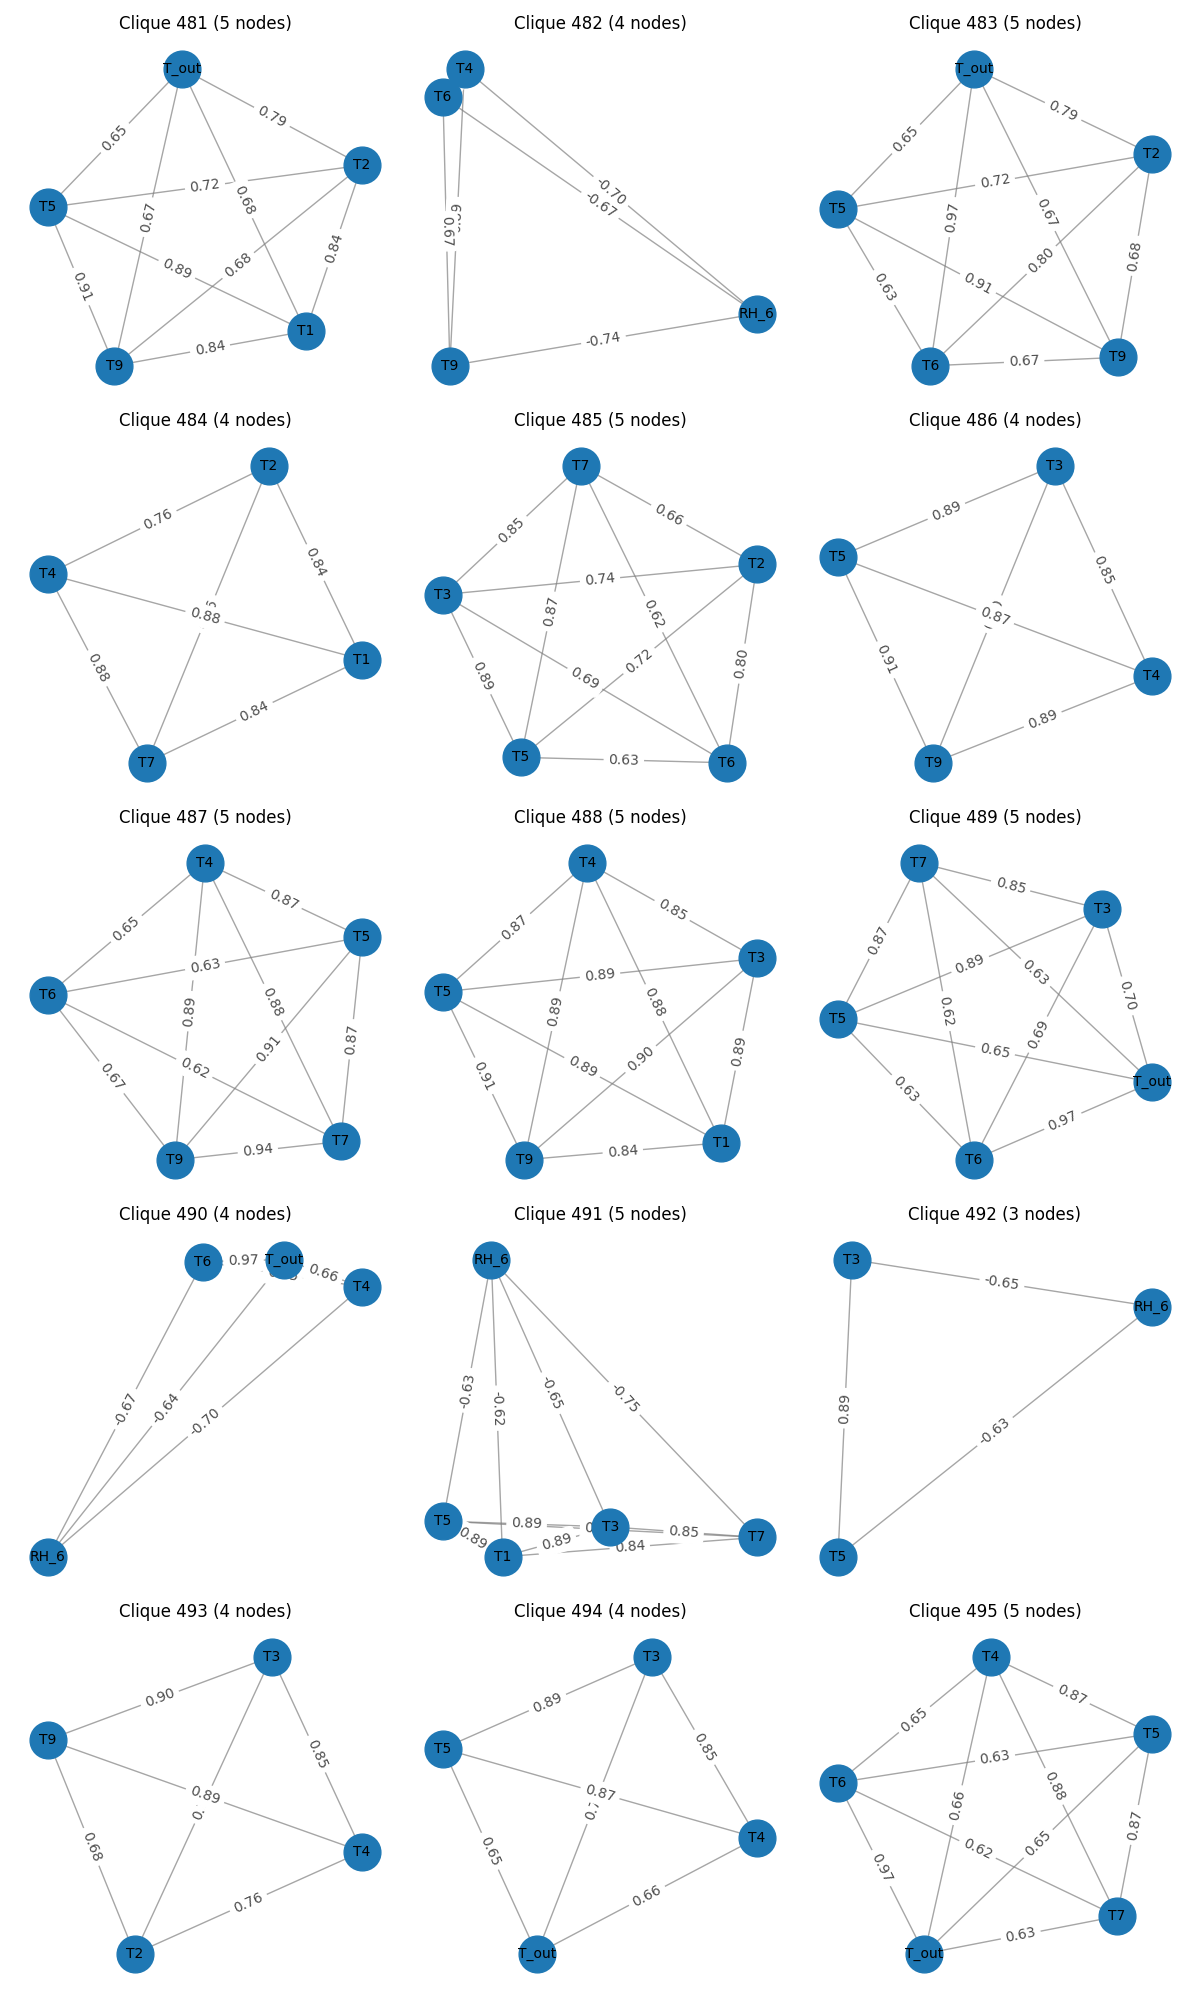 Clique 481 (5 nodes)
T_out
0.79
0.65
T2
0.72
0.68
T5
0.67
0.84
0.68
0.89
0.91
T1
0.84
T9
Clique 482 (4 nodes)
T4
T6
-0.70
-0.67
0.67
RH_6
-0.74
T9
Clique 483 (5 nodes)
T_out
0.79
0.65
T2
0.72
T5
0.67
0.97
0.68
0.80
0.91
0.63
T9
0.67
T6
Clique 484 (4 nodes)
T2
0.76
0.84
T4
0.88
T1
0.88
0.84
T7
Clique 485 (5 nodes)
T7
0.66
0.85
T2
0.74
T3
0.87
0.62
0.72
0.80
0.89
0.69
T5
0.63
T6
Clique 486 (4 nodes)
T3
0.89
T5
0.85
0.87
0.91
T4
0.89
T9
Clique 487 (5 nodes)
T4
0.87
0.65
T5
0.63
T6
0.88
0.89
0.87
0.91
0.62
0.67
T7
0.94
T9
Clique 488 (5 nodes)
T4
0.85
0.87
T3
0.89
T5
0.88
0.89
0.89
0.90
0.89
0.91
T1
0.84
T9
Clique 489 (5 nodes)
T7
0.85
T3
0.87
0.89
0.63
0.70
T5
0.62
0.69
0.65
T_out
0.63
0.97
T6
Clique 490 (4 nodes)
T6
0.97
T_out
0.66
T4
-0.67
-0.64
-0.70
RH_6
Clique 491 (5 nodes)
RH_6
-0.63
-0.62
-0.65
-0.75
T5
0.89
T3
0.85
T7
0.89
0.89
0.84
T1
Clique 492 (3 nodes)
T3
-0.65
RH_6
0.89
-0.63
T5
Clique 493 (4 nodes)
T3
0.90
T9
0.85
0.89
0.68
T4
0.76
T2
Clique 494 (4 nodes)
T3
0.89
T5
0.85
0.87
0.65
T4
0.66
T_out
Clique 495 (5 nodes)
T4
0.87
0.65
T5
0.63
T6
0.88
0.66
0.87
0.65
0.62
0.97
T7
0.63
T_out